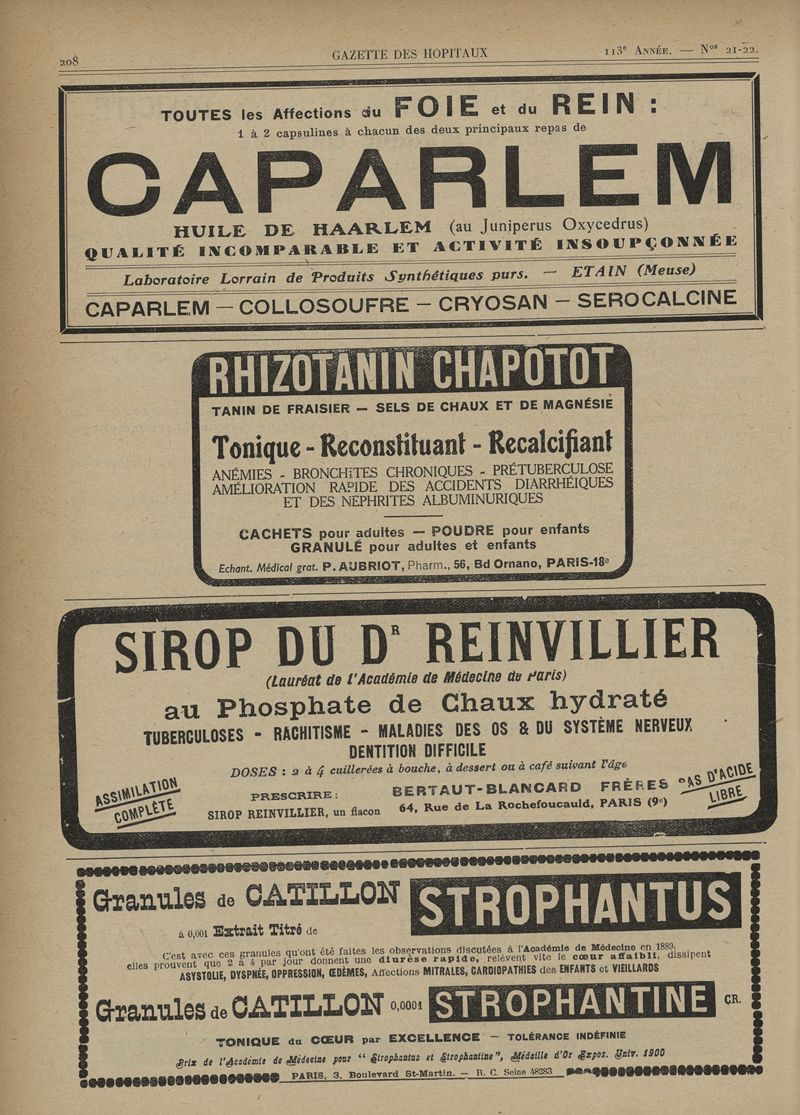 208
GAZETTE DES HOPITAUX
113e ANNÉE. — Nos 21-22.
TOUTES les Affections du FOIE et du REIN :
1 à 2 capsulines à chacun des deux principaux repas de
CAPARLEM
HUILE DE HAARLEM (au Juniperus Oxycedrus)
QUALITÉ INCOMPARABLE ET ACTIVITÉ INSOUPÇONNÉE
Laboratoire Lorrain de Produits Synthétiques purs. — ETAIN (Meuse)
CAPARLEM — COLLOSOUFRE — CRYOSAN — SEROCALCINE
RHIZOTANIN CHAPOTOT
TANIN DE FRAISIER — SELS DE CHAUX ET DE MAGNÉSIE
Tonique - Reconstituant - Recalcifiant
ANÉMIES - BRONCHITES CHRONIQUES - PRÉTUBERCULOSE
AMÉLIORATION RAPIDE DES ACCIDENTS DIARRHÉIQUES
ET DES NÉPHRITES ALBUMINURIQUES
CACHETS pour adultes — POUDRE pour enfants
GRANULÉ pour adultes et enfants
Echant. Médical grat. P. AUBRIOT, Pharm., 56, Bd Ornano, PARIS-18e
SIROP DU DR REINVILLIER
(Lauréat de l'Académie de Médecine de Paris)
au Phosphate de Chaux hydraté
TUBERCULOSES - RACHITISME - MALADIES DES OS & DU SYSTÈME NERVEUX
DENTITION DIFFICILE
DOSES : 2 à 4 cuillerées à bouche, à dessert ou à café suivant l'âge
ASSIMILATION
COMPLÈTE
PRESCRIRE :
SIROP REINVILLIER, un flacon
BERTAUT-BLANCARD FRÈRES
64, Rue de La Rochefoucauld, PARIS (9e)
PAS D'ACIDE
LIBRE
Granules de CATILLON STROPHANTUS
à 0,001 Extrait Titré de
C'est avec ces granules qu'ont été faites les observations discutées à l'Académie de Médecine en 1889,
elles prouvent que 2 à 4 par jour donnent une diurèse rapide, relèvent vite le cœur affaibli, dissipent
ASYSTOLIE, DYSPNÉE, OPPRESSION, ŒDÈMES, Affections MITRALES, CARDIOPATHIES des ENFANTS et VIEILLARDS
Granules de CATILLON 0,0001 STROPHANTINE CR.
TONIQUE du CŒUR par EXCELLENCE — TOLÉRANCE INDÉFINIE
Prix de l'Académie de Médecine pour " Strophantus et Strophantine ", Médaille d'Or Expos. Univ. 1900
PARIS, 3, Boulevard St-Martin. — R. C. Seine 48283